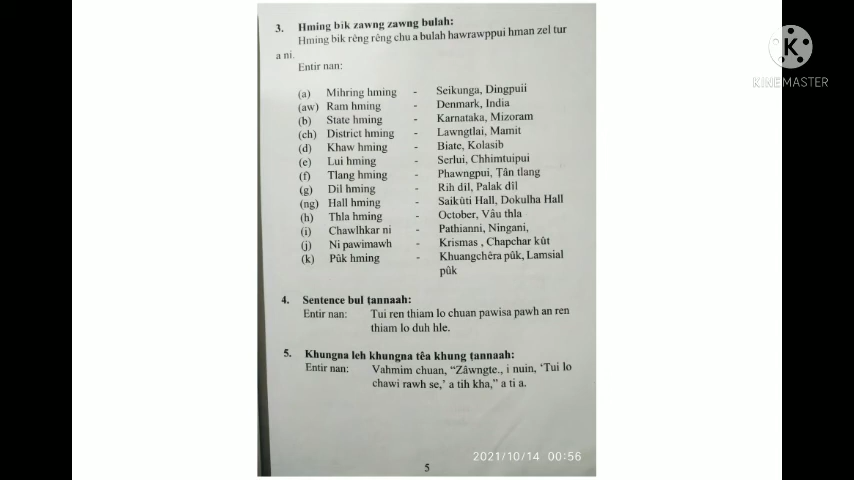 3. Hming bik zawng zawng bulah:
Hming bik rêng rêng chu a bulah hawrawppui hman zel tur
a ni.
Entir nan:
(a) Mihring hming - Seikunga, Dingpuii
(aw) Ram hming - Denmark, India
(b) State hming - Karnataka, Mizoram
(ch) District hming - Lawngtlai, Mamit
(d) Khaw hming - Biate, Kolasib
(e) Lui hming - Serlui, Chhimtuipui
(f) Tlang hming - Phawngpui, Ṭân tlang
(g) Dil hming - Rih dîl, Palak dîl
(ng) Hall hming - Saikûti Hall, Dokulha Hall
(h) Thla hming - October, Vâu thla
(i) Chawlhkar ni - Pathianni, Ningani,
(j) Ni pawimawh - Krismas , Chapchar kût
(k) Pûk hming - Khuangchêra pûk, Lamsial
pûk
4. Sentence bul ṭannaah:
Entir nan: Tui ren thiam lo chuan pawisa pawh an ren
thiam lo duh hle.
5. Khungna leh khungna têa khung ṭannaah:
Entir nan: Vahmim chuan, “Zâwngte., i nuin, ‘Tui lo
chawi rawh se,’ a tih kha,” a ti a.
5
2021/10/14 00:56
K
KINEMASTER